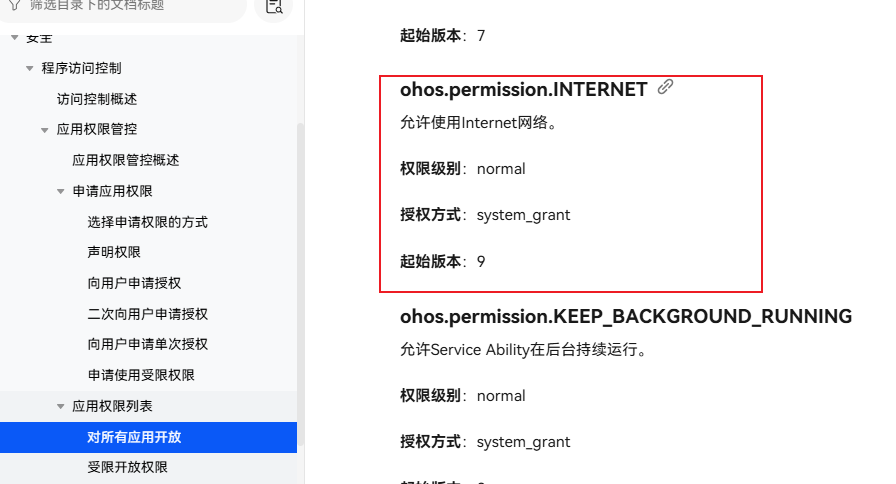 筛选目录下的文档标题
安全
程序访问控制
访问控制概述
应用权限管控
应用权限管控概述
申请应用权限
选择申请权限的方式
声明权限
向用户申请授权
二次向用户申请授权
向用户申请单次授权
申请使用受限权限
应用权限列表
对所有应用开放
受限开放权限
起始版本：7
ohos.permission.INTERNET
允许使用Internet网络。
权限级别：normal
授权方式：system_grant
起始版本：9
ohos.permission.KEEP_BACKGROUND_RUNNING
允许Service Ability在后台持续运行。
权限级别：normal
授权方式：system_grant